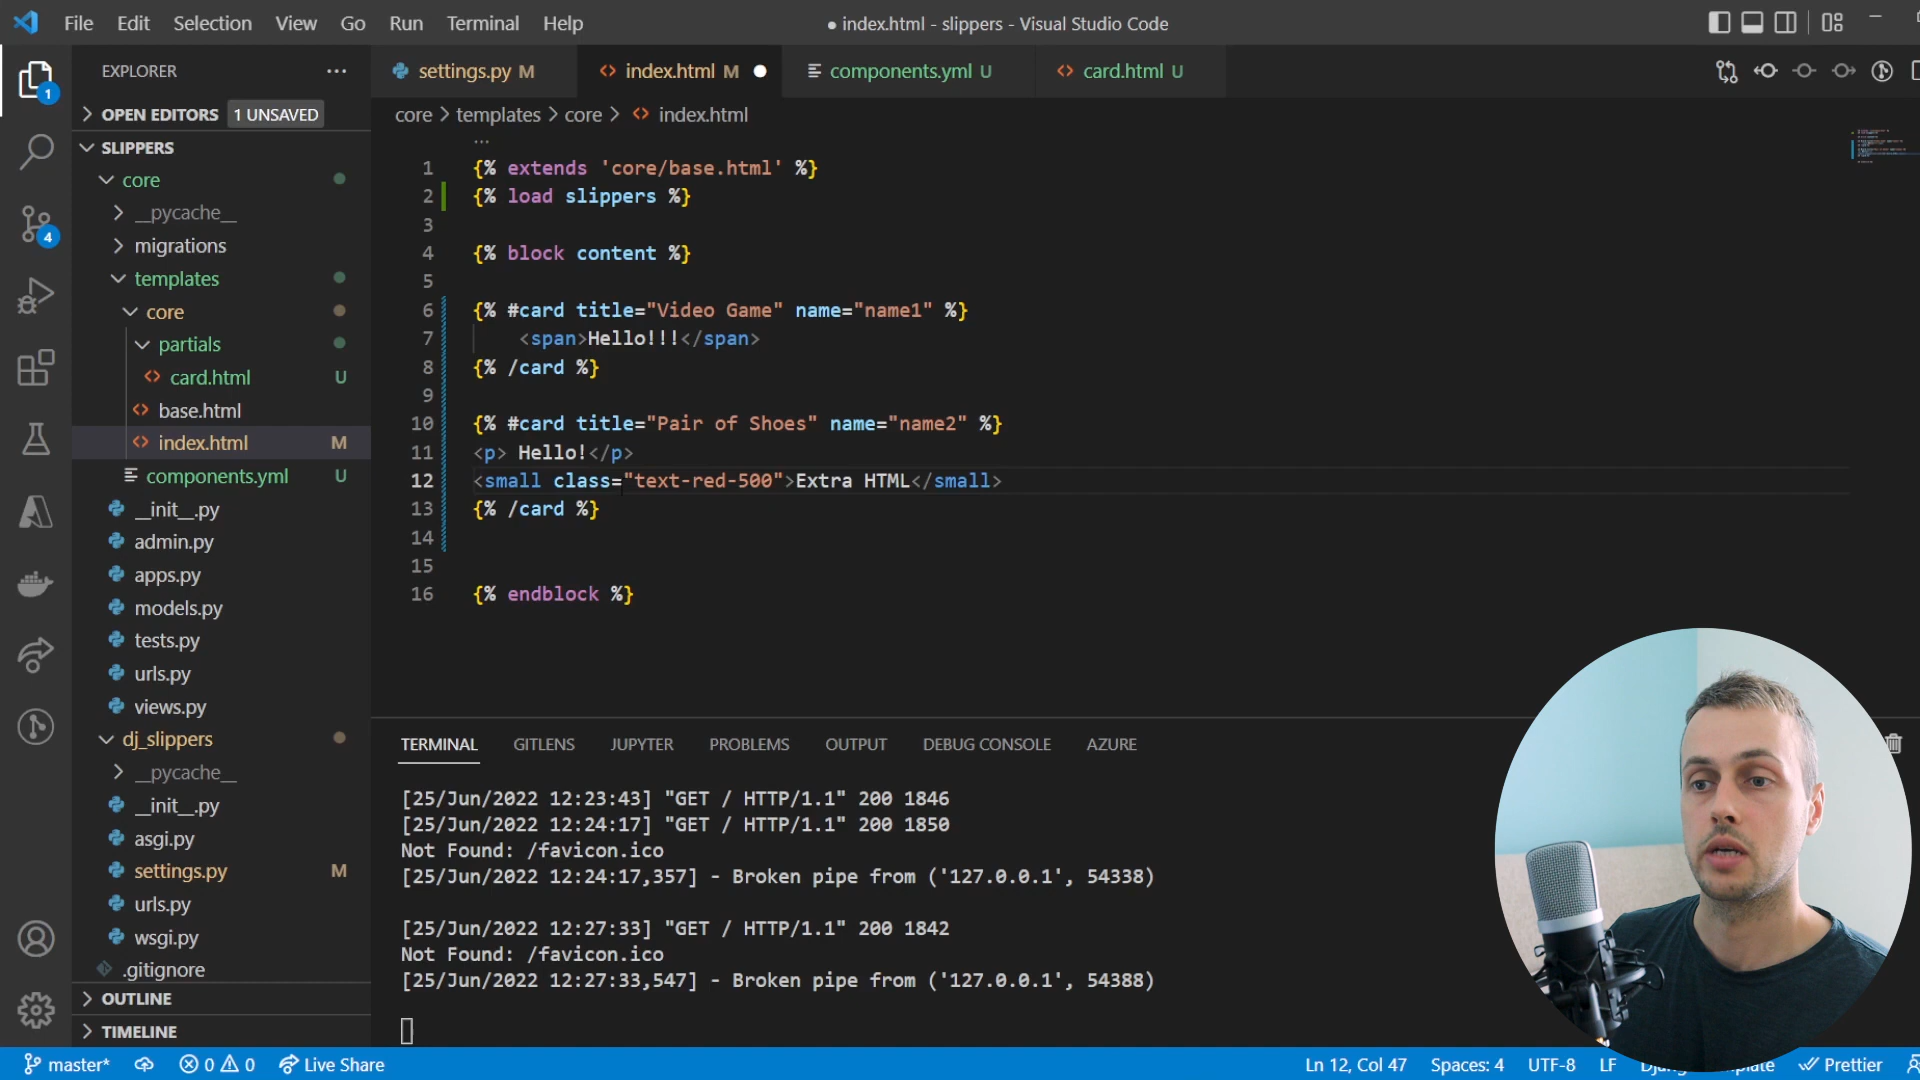 File Edit Selection View Go Run Terminal Help
● index.html - slippers - Visual Studio Code
EXPLORER
OPEN EDITORS 1 UNSAVED
SLIPPERS
core
__pycache__
migrations
templates
core
partials
card.html U
base.html
index.html M
components.yml U
__init__.py
admin.py
apps.py
models.py
tests.py
urls.py
views.py
dj_slippers
__pycache__
__init__.py
asgi.py
settings.py M
urls.py
wsgi.py
.gitignore
OUTLINE
TIMELINE
1
4
settings.py M index.html M components.yml U card.html U
core > templates > core > index.html
1 {% extends 'core/base.html' %}
2 {% load slippers %}
3
4 {% block content %}
5
6 {% #card title="Video Game" name="name1" %}
7 <span>Hello!!!</span>
8 {% /card %}
9
10 {% #card title="Pair of Shoes" name="name2" %}
11 <p> Hello!</p>
12 <small class="text-red-500">Extra HTML</small>
13 {% /card %}
14
15
16 {% endblock %}
TERMINAL GITLENS JUPYTER PROBLEMS OUTPUT DEBUG CONSOLE AZURE
[25/Jun/2022 12:23:43] "GET / HTTP/1.1" 200 1846
[25/Jun/2022 12:24:17] "GET / HTTP/1.1" 200 1850
Not Found: /favicon.ico
[25/Jun/2022 12:24:17,357] - Broken pipe from ('127.0.0.1', 54338)
[25/Jun/2022 12:27:33] "GET / HTTP/1.1" 200 1842
Not Found: /favicon.ico
[25/Jun/2022 12:27:33,547] - Broken pipe from ('127.0.0.1', 54388)
master* 0 0 Live Share
Ln 12, Col 47 Spaces: 4 UTF-8 LF Prettier